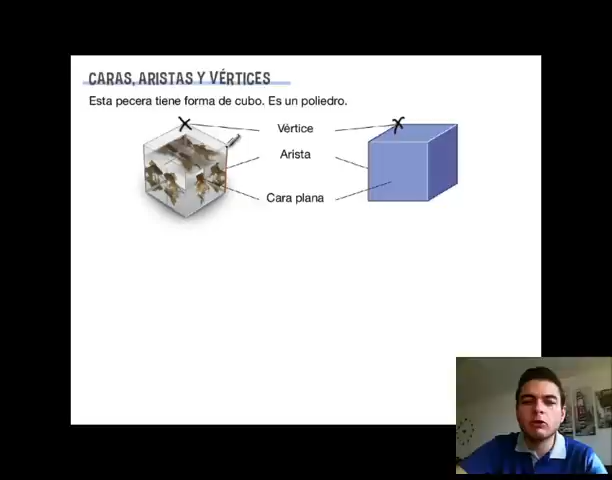 CARAS, ARISTAS Y VÉRTICES
Esta pecera tiene forma de cubo. Es un poliedro.
Vértice
Arista
Cara plana